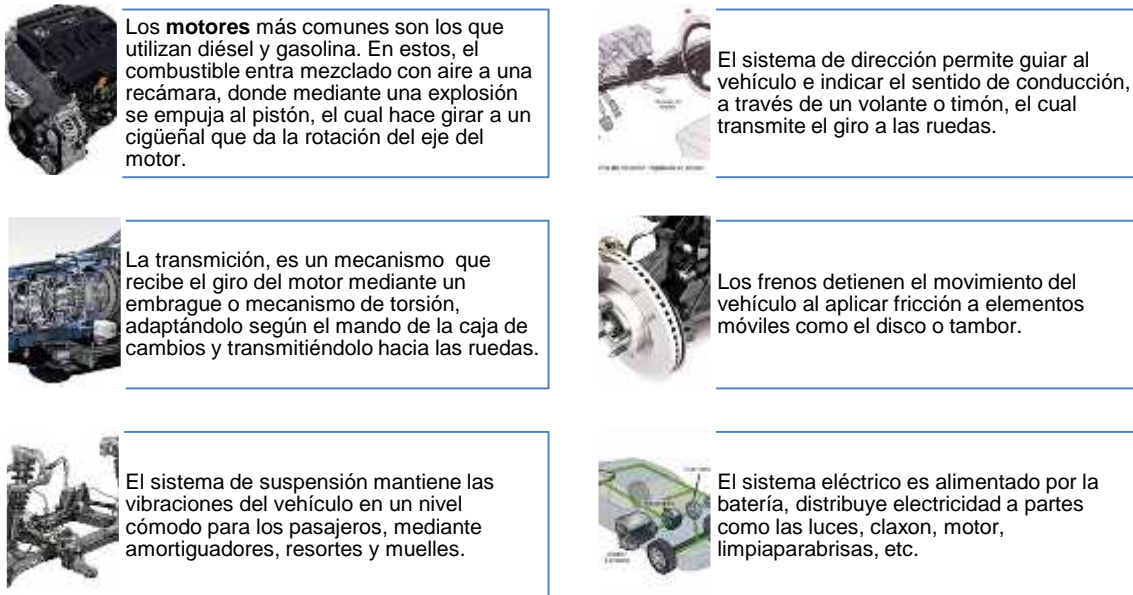 Los motores más comunes son los que
utilizan diésel y gasolina. En estos, el
combustible entra mezclado con aire a una
recámara, donde mediante una explosión
se empuja al pistón, el cual hace girar a un
cigüeñal que da la rotación del eje del
motor.
El sistema de dirección permite guiar al
vehículo e indicar el sentido de conducción,
a través de un volante o timón, el cual
transmite el giro a las ruedas.
La transmición, es un mecanismo que
recibe el giro del motor mediante un
embrague o mecanismo de torsión,
adaptándolo según el mando de la caja de
cambios y transmitiéndolo hacia las ruedas.
Los frenos detienen el movimiento del
vehículo al aplicar fricción a elementos
móviles como el disco o tambor.
El sistema de suspensión mantiene las
vibraciones del vehículo en un nivel
cómodo para los pasajeros, mediante
amortiguadores, resortes y muelles.
El sistema eléctrico es alimentado por la
batería, distribuye electricidad a partes
como las luces, claxon, motor,
limpiaparabrisas, etc.